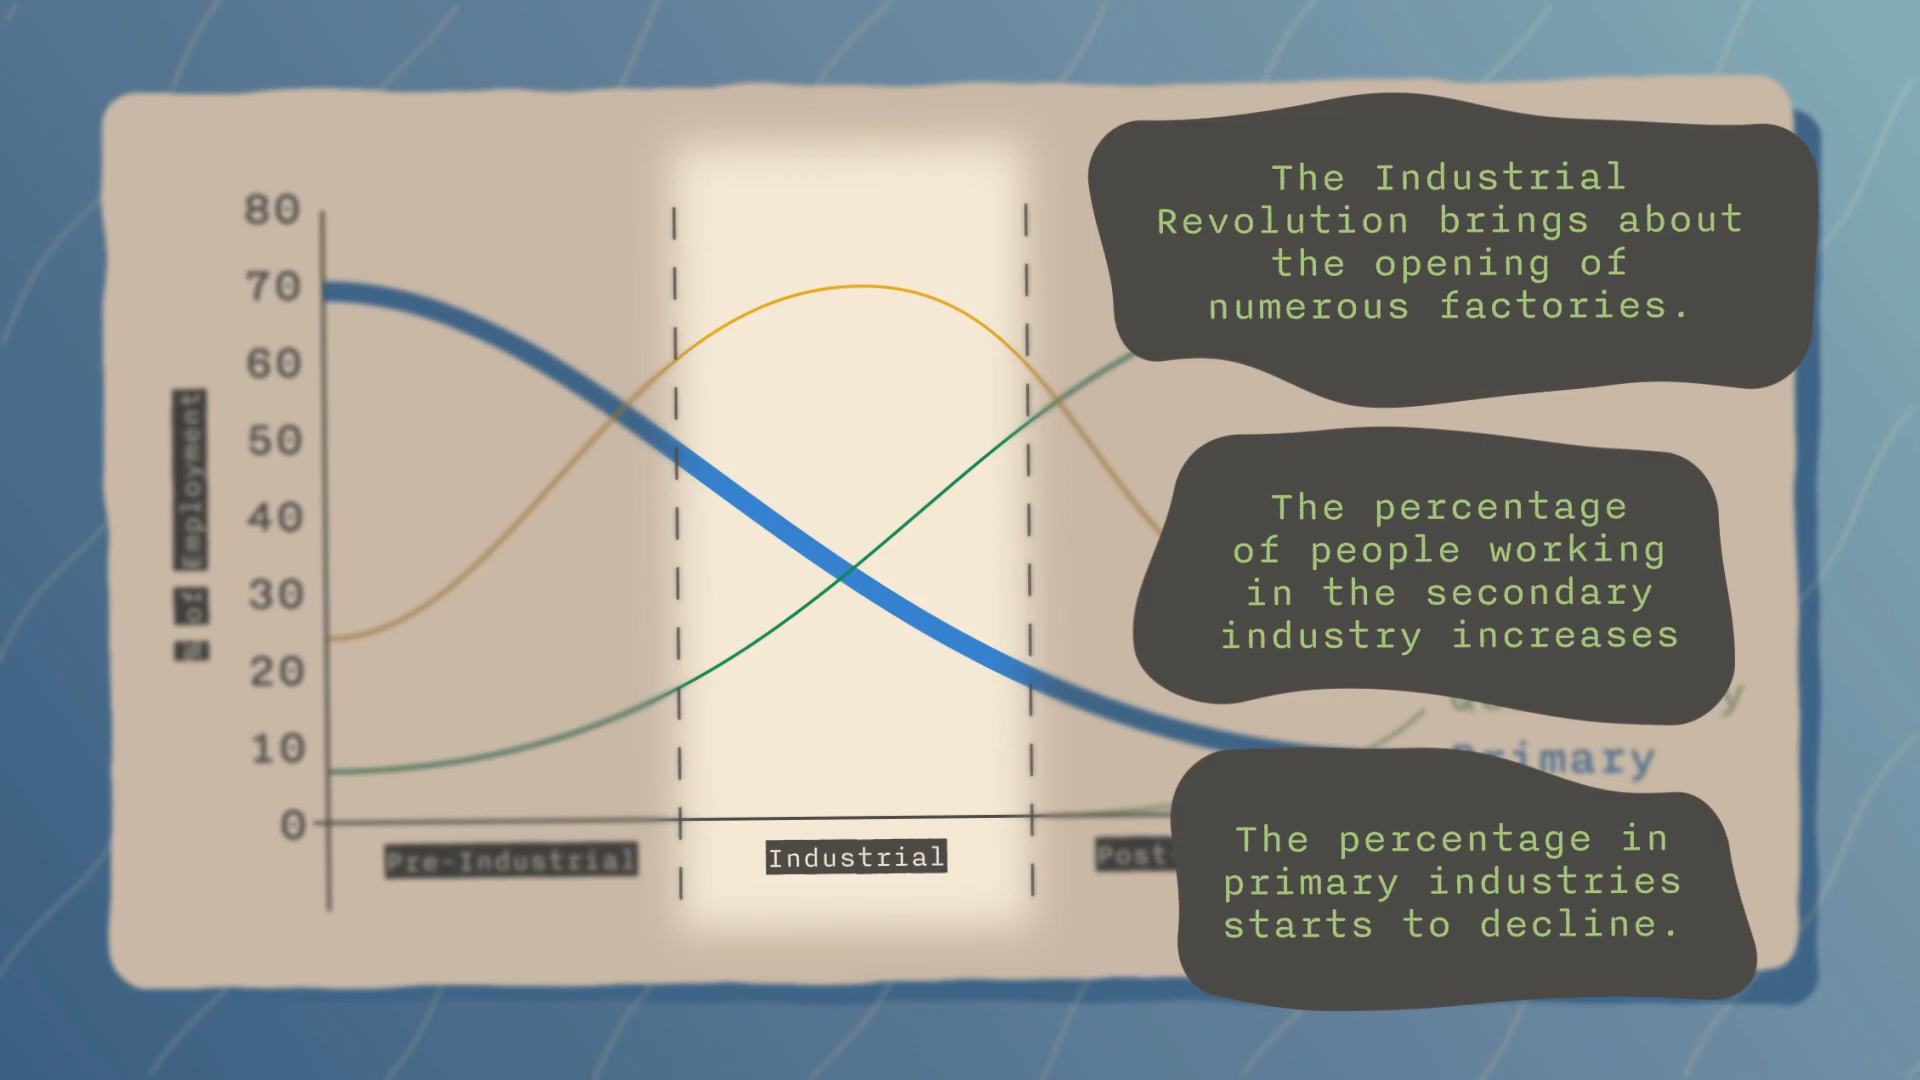 80
70
60
50
40
30
20
10
0
% of Employment
Pre-Industrial
Industrial
Post-
Primary
The Industrial
Revolution brings about
the opening of
numerous factories.
The percentage
of people working
in the secondary
industry increases
The percentage in
primary industries
starts to decline.